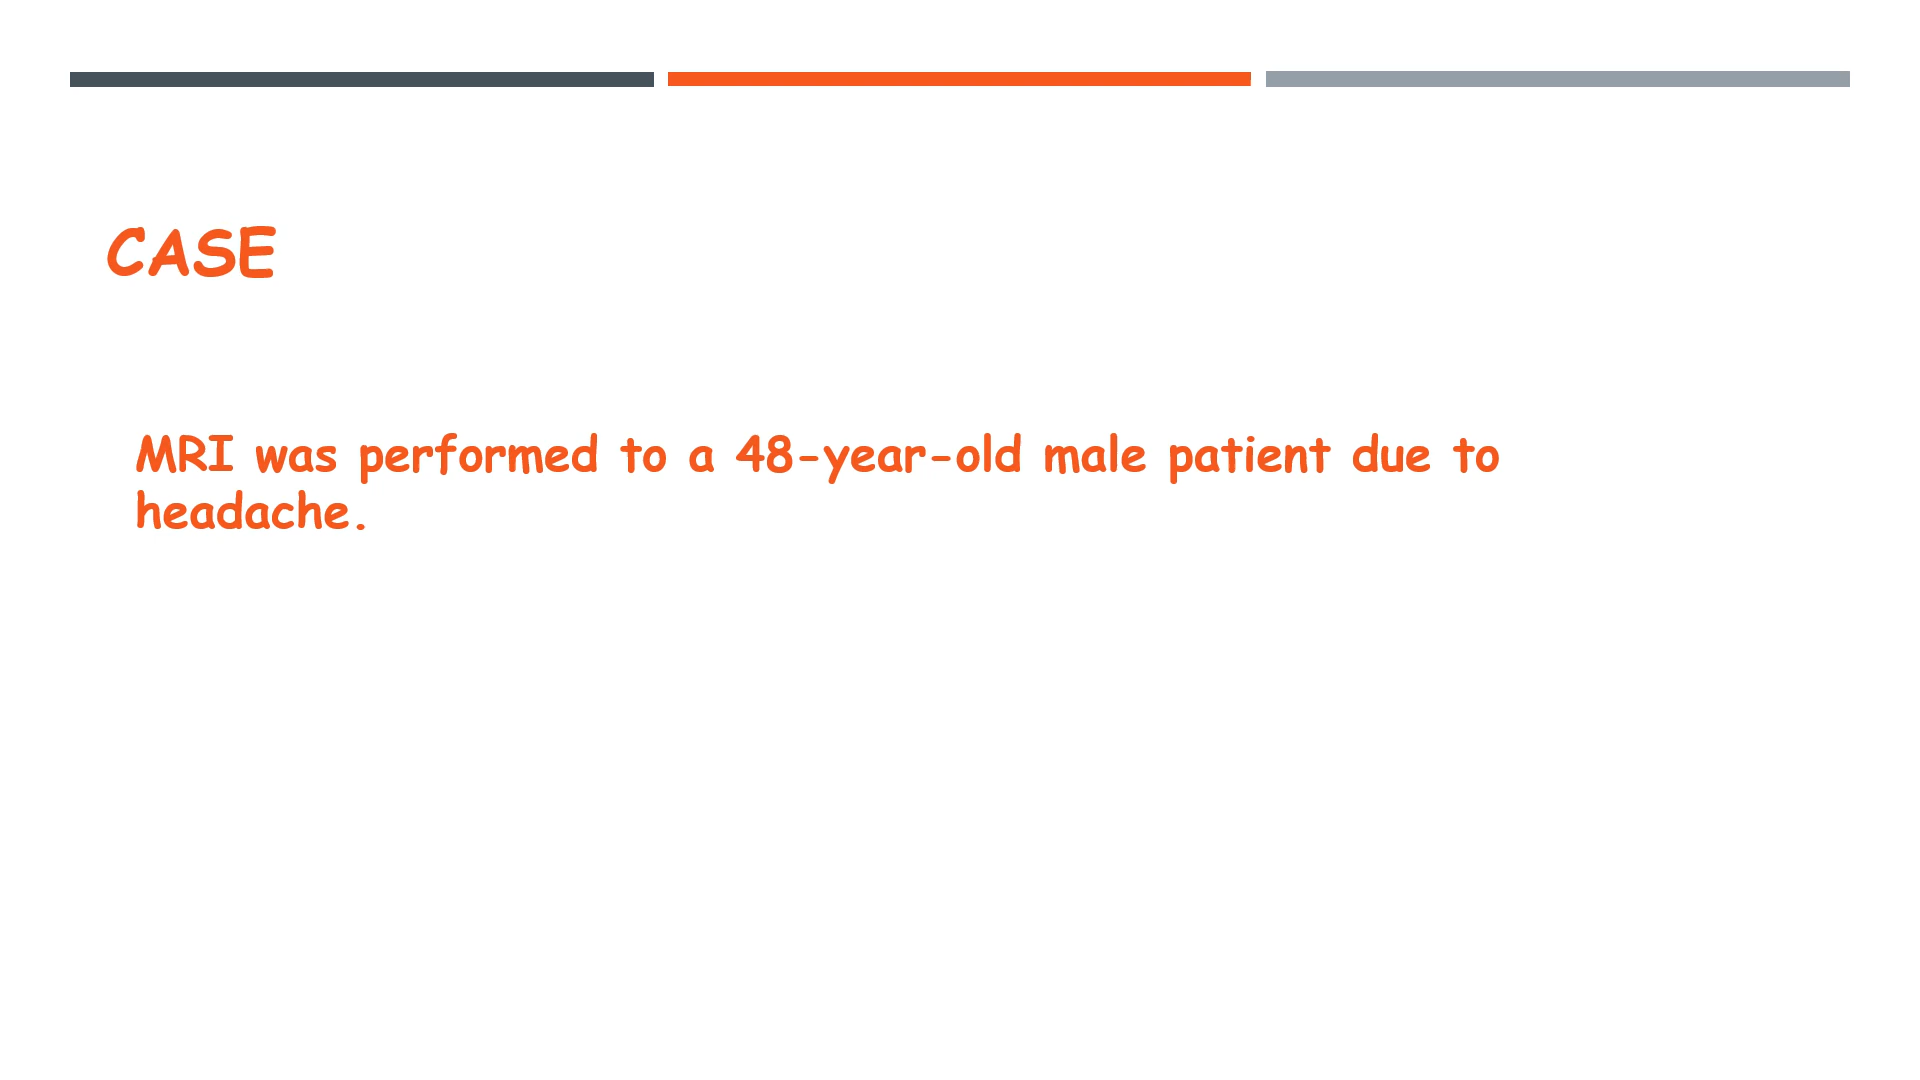 CASE
MRI was performed to a 48-year-old male patient due to
headache.